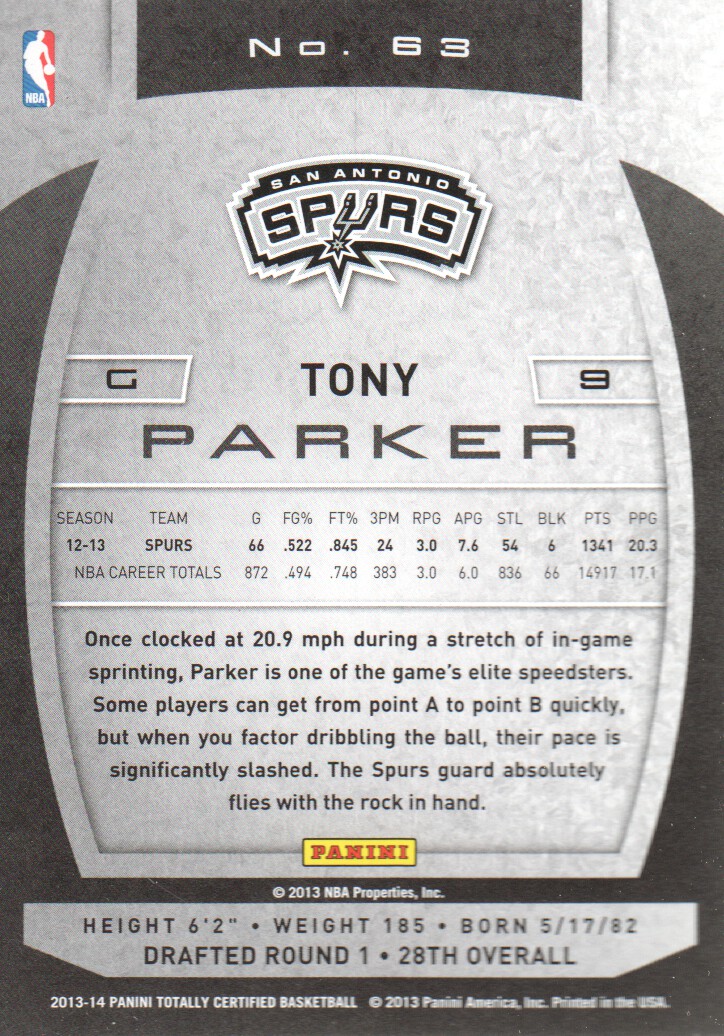 No. 63
NBA
SAN ANTONIO
SPURS
G
TONY
9
PARKER
SEASON TEAM G FG% FT% 3PM RPG APG STL BLK PTS PPG
12-13 SPURS 66 .522 .845 24 3.0 7.6 54 6 1341 20.3
NBA CAREER TOTALS 872 .494 .748 383 3.0 6.0 836 66 14917 17.1
Once clocked at 20.9 mph during a stretch of in-game
sprinting, Parker is one of the game's elite speedsters.
Some players can get from point A to point B quickly,
but when you factor dribbling the ball, their pace is
significantly slashed. The Spurs guard absolutely
flies with the rock in hand.
PANINI
© 2013 NBA Properties, Inc.
HEIGHT 6'2" • WEIGHT 185 • BORN 5/17/82
DRAFTED ROUND 1 • 28TH OVERALL
2013-14 PANINI TOTALLY CERTIFIED BASKETBALL © 2013 Panini America, Inc. Printed in the USA.